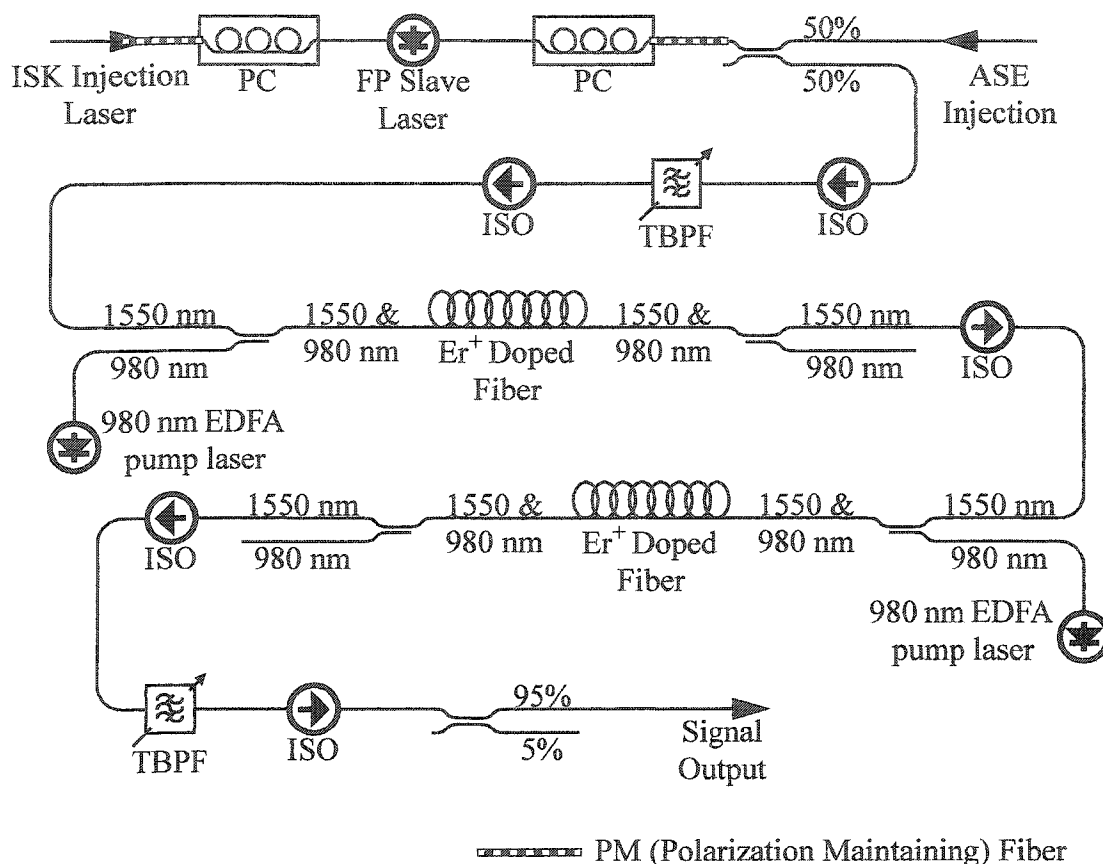 50%
ISK Injection
Laser
PC
FP Slave
Laser
PC
50%
ASE
Injection
ISO
TBPF
ISO
1550 nm
1550 &
1550 &
1550 nm
980 nm
980 nm
Er+ Doped
Fiber
980 nm
980 nm
ISO
980 nm EDFA
pump laser
1550 nm
1550 &
1550 &
1550 nm
ISO
980 nm
980 nm
Er+ Doped
Fiber
980 nm
980 nm
980 nm EDFA
pump laser
95%
TBPF
ISO
5%
Signal
Output
PM (Polarization Maintaining) Fiber